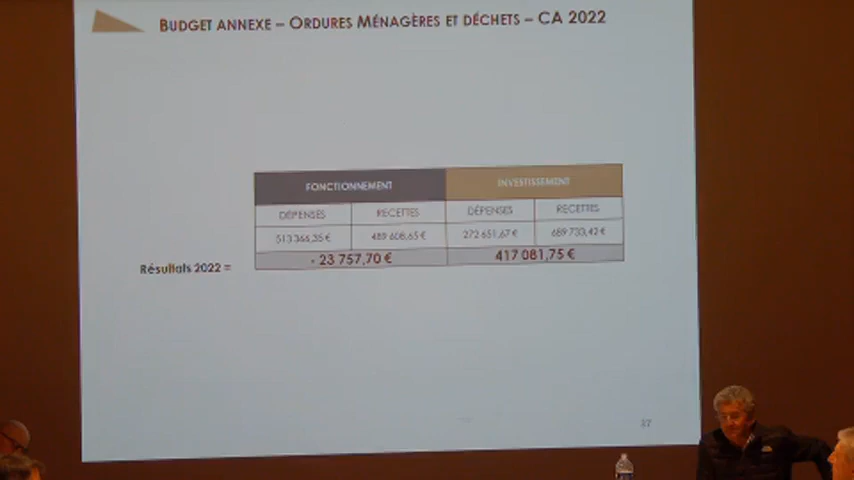 BUDGET ANNEXE – ORDURES MÉNAGÈRES ET DÉCHETS – CA 2022
FONCTIONNEMENT INVESTISSEMENT
DÉPENSES RECETTES DÉPENSES RECETTES
513 366,35 € 489 608,65 € 272 651,67 € 689 733,42 €
Résultats 2022 = - 23 757,70 € 417 081,75 €
37